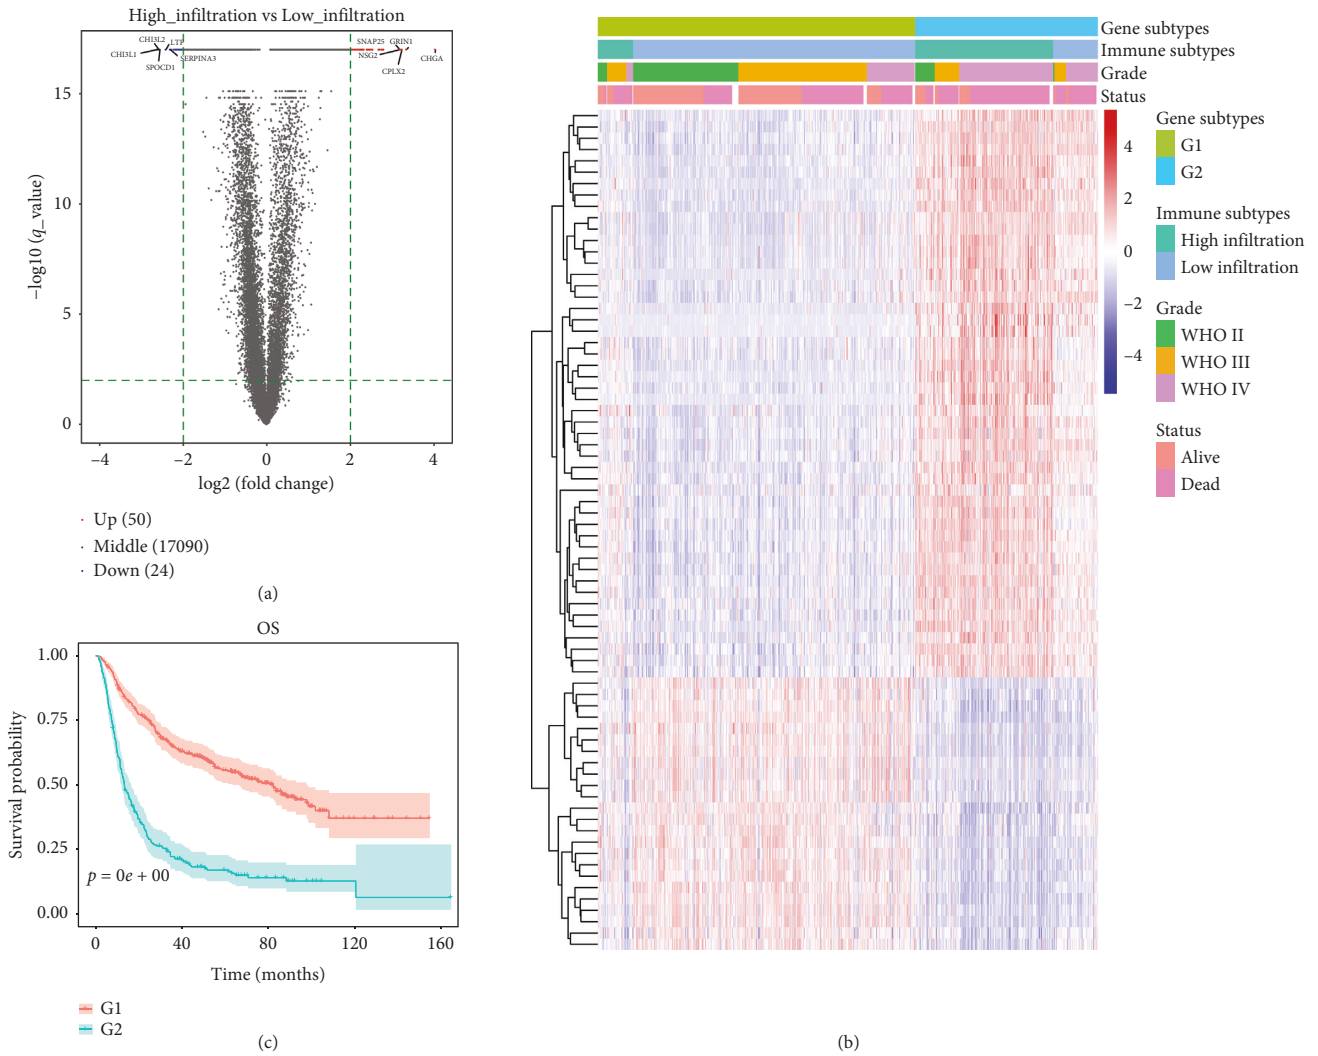 High_infiltration vs Low_infiltration
CHI3L2
LTF
CHI3L1
SERPINA3
SPOCD1
SNAP25
GRIN1
NSG2
CHGA
CPLX2
15
10
5
0
−log10 (q_value)
−4
−2
0
2
4
log2 (fold change)
Up (50)
Middle (17090)
Down (24)
(a)
Gene subtypes
Immune subtypes
Grade
Status
4
2
0
−2
−4
Gene subtypes
G1
G2
Immune subtypes
High infiltration
Low infiltration
Grade
WHO II
WHO III
WHO IV
Status
Alive
Dead
(b)
OS
1.00
0.75
0.50
0.25
0.00
Survival probability
p = 0e + 00
0
40
80
120
160
Time (months)
G1
G2
(c)